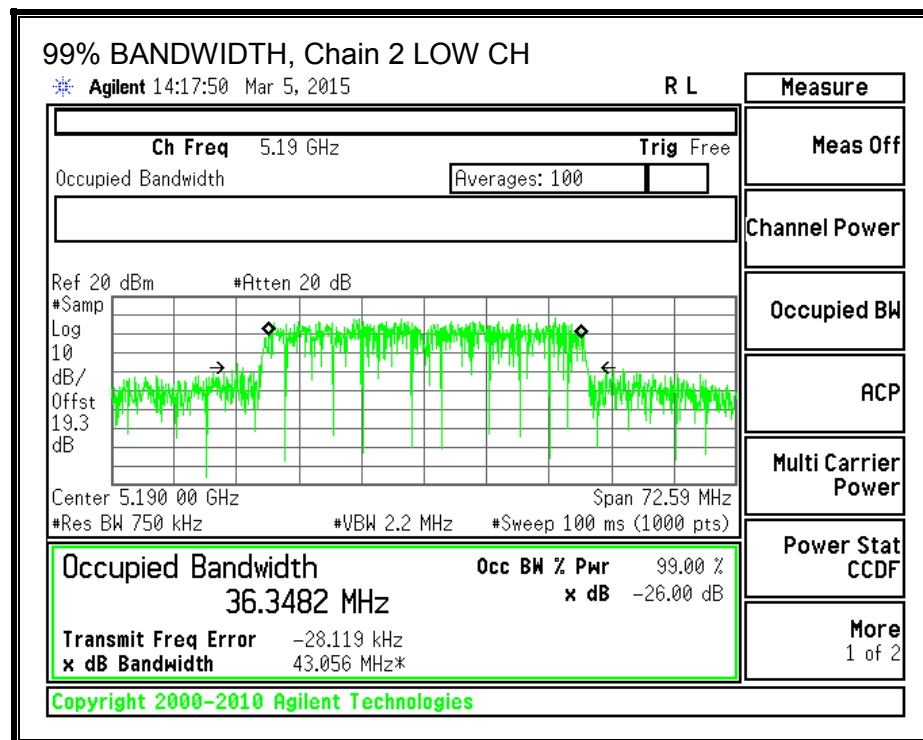 99% BANDWIDTH, Chain 2 LOW CH
Agilent 14:17:50 Mar 5, 2015 R L
Measure
Ch Freq 5.19 GHz Trig Free
Meas Off
Occupied Bandwidth Averages: 100
Channel Power
Ref 20 dBm #Atten 20 dB
#Samp
Log
10
dB/
Offst
19.3
dB
Occupied BW
ACP
Multi Carrier
Power
Center 5.190 00 GHz Span 72.59 MHz
#Res BW 750 kHz #VBW 2.2 MHz #Sweep 100 ms (1000 pts)
Power Stat
CCDF
Occupied Bandwidth Occ BW % Pwr 99.00 %
36.3482 MHz x dB -26.00 dB
Transmit Freq Error -28.119 kHz
x dB Bandwidth 43.056 MHz*
More
1 of 2
Copyright 2000-2010 Agilent Technologies